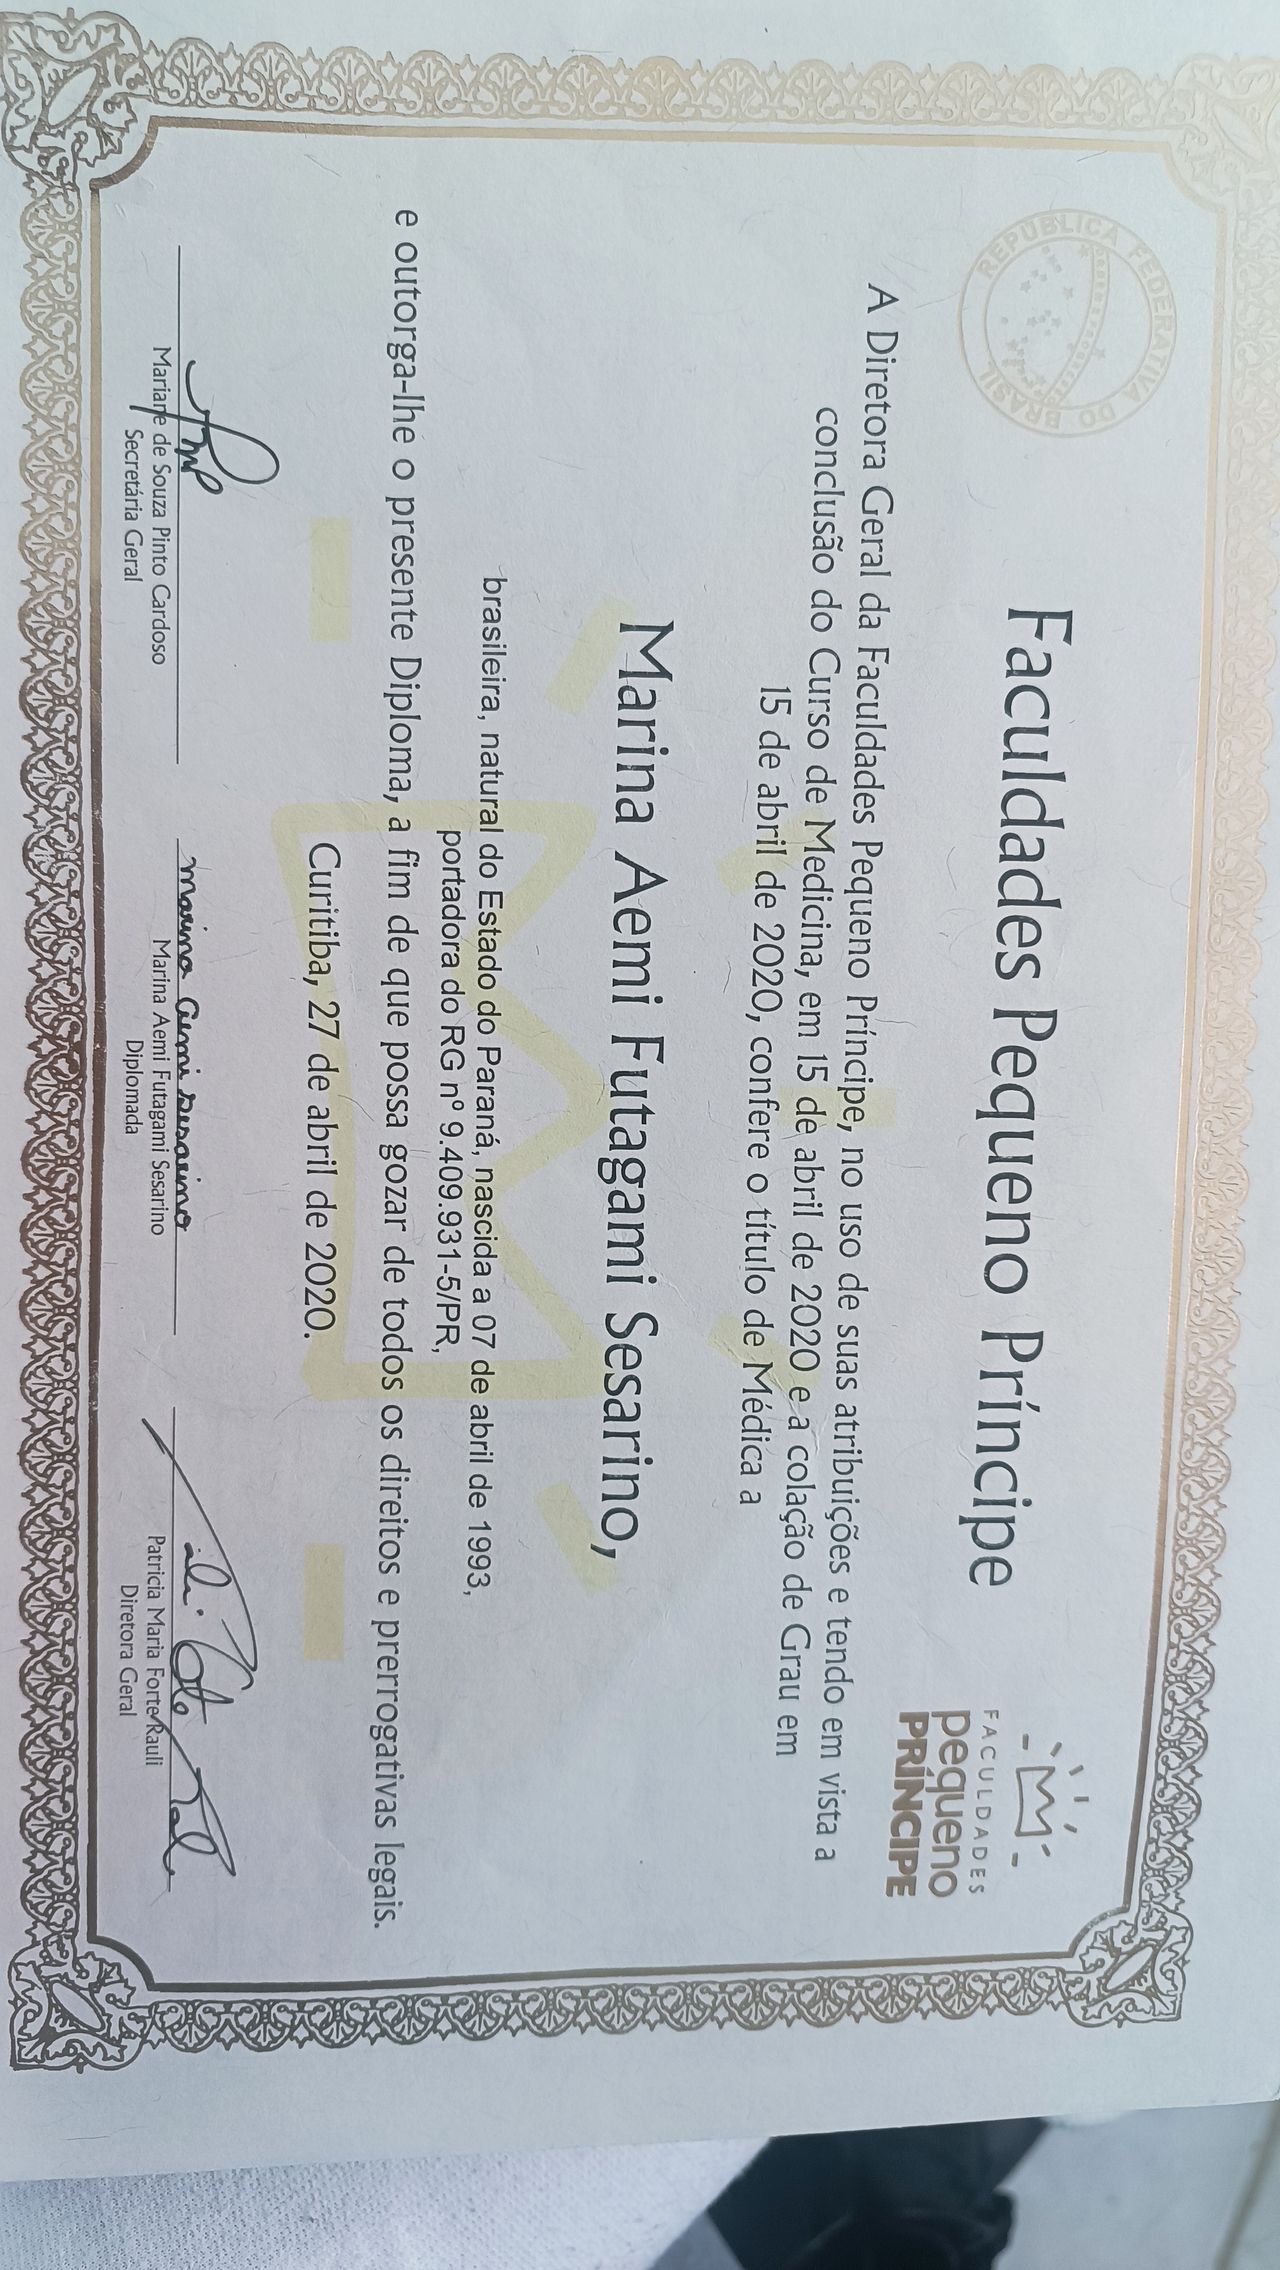 REPÚBLICA FEDERATIVA DO BRASIL
Faculdades Pequeno Príncipe
FACULDADES
pequeno
PRÍNCIPE
A Diretora Geral da Faculdades Pequeno Príncipe, no uso de suas atribuições e tendo em vista a
conclusão do Curso de Medicina, em 15 de abril de 2020 e a colação de Grau em
15 de abril de 2020, confere o título de Médica a
Marina Aemi Futagami Sesarino,
brasileira, natural do Estado do Paraná, nascida a 07 de abril de 1993,
portadora do RG nº 9.409.931-5/PR,
e outorga-lhe o presente Diploma, a fim de que possa gozar de todos os direitos e prerrogativas legais.
Curitiba, 27 de abril de 2020.
Mariane de Souza Pinto Cardoso
Secretária Geral
Marina Aemi Sesarino
Marina Aemi Futagami Sesarino
Diplomada
Patricia Maria Forte Rauli
Diretora Geral